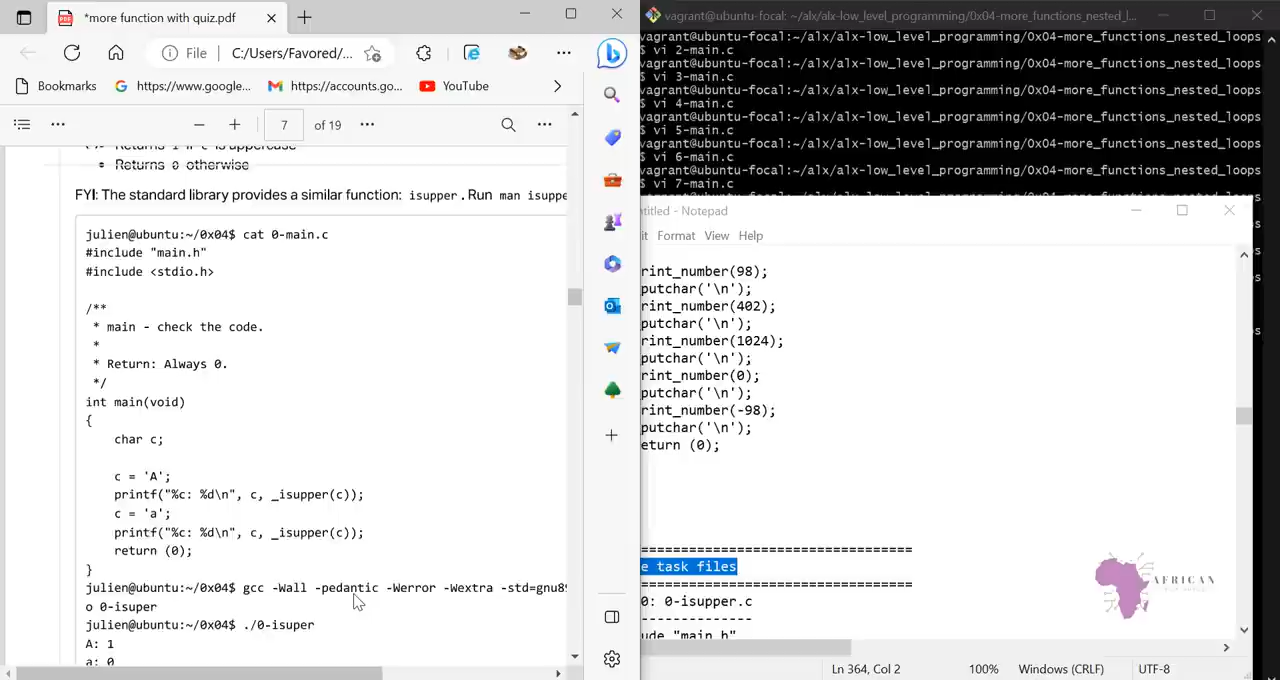 *more function with quiz.pdf
File
C:/Users/Favored/...
Bookmarks
https://www.google...
https://accounts.go...
YouTube
7
of 19
Returns 0 otherwise
FYI: The standard library provides a similar function: isupper. Run man isuppe
julien@ubuntu:~/0x04$ cat 0-main.c
#include "main.h"
#include <stdio.h>
/**
* main - check the code.
*
* Return: Always 0.
*/
int main(void)
{
char c;
c = 'A';
printf("%c: %d\n", c, _isupper(c));
c = 'a';
printf("%c: %d\n", c, _isupper(c));
return (0);
}
julien@ubuntu:~/0x04$ gcc -Wall -pedantic -Werror -Wextra -std=gnu89
o 0-isuper
julien@ubuntu:~/0x04$ ./0-isuper
A: 1
a: 0
vagrant@ubuntu-focal: ~/alx/alx-low_level_programming/0x04-more_functions_nested_l...
vagrant@ubuntu-focal:~/alx/alx-low_level_programming/0x04-more_functions_nested_loops
$ vi 2-main.c
vagrant@ubuntu-focal:~/alx/alx-low_level_programming/0x04-more_functions_nested_loops
$ vi 3-main.c
vagrant@ubuntu-focal:~/alx/alx-low_level_programming/0x04-more_functions_nested_loops
$ vi 4-main.c
vagrant@ubuntu-focal:~/alx/alx-low_level_programming/0x04-more_functions_nested_loops
$ vi 5-main.c
vagrant@ubuntu-focal:~/alx/alx-low_level_programming/0x04-more_functions_nested_loops
$ vi 6-main.c
vagrant@ubuntu-focal:~/alx/alx-low_level_programming/0x04-more_functions_nested_loops
$ vi 7-main.c
ntitled - Notepad
it Format View Help
rint_number(98);
putchar('\n');
rint_number(402);
putchar('\n');
rint_number(1024);
putchar('\n');
rint_number(0);
putchar('\n');
rint_number(-98);
putchar('\n');
eturn (0);
================================
e task files
================================
0: 0-isupper.c
--------------
ude "main.h"
AFRICAN
Ln 364, Col 2
100%
Windows (CRLF)
UTF-8